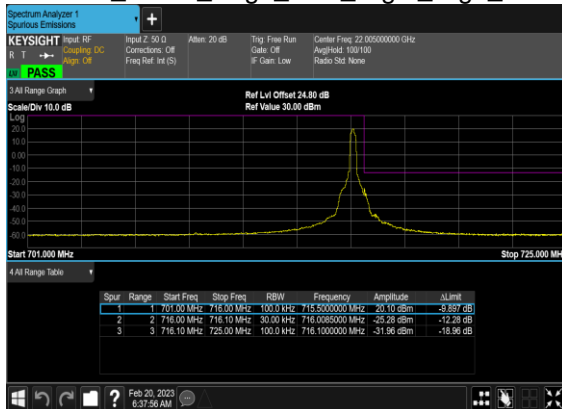 Spectrum Analyzer 1
Spurious Emissions
+
KEYSIGHT
R T
LM PASS
Input: RF
Coupling: DC
Align: Off
Input Z: 50 Ω
Corrections: Off
Freq Ref: Int (S)
Atten: 20 dB
Trig: Free Run
Gate: Off
IF Gain: Low
Center Freq: 22.005000000 GHz
Avg|Hold: 100/100
Radio Std: None
3 All Range Graph
Ref Lvl Offset 24.80 dB
Scale/Div 10.0 dB
Ref Value 30.00 dBm
Log
20.0
10.0
0.00
-10.0
-20.0
-30.0
-40.0
-50.0
-60.0
Start 701.000 MHz
Stop 725.000 MHz
4 All Range Table
Spur Range Start Freq Stop Freq RBW Frequency Amplitude ΔLimit
1 1 701.00 MHz 716.00 MHz 100.0 kHz 715.5000000 MHz 20.10 dBm -9.897 dB
2 2 716.00 MHz 716.10 MHz 30.00 kHz 716.0085000 MHz -25.28 dBm -12.28 dB
3 3 716.10 MHz 725.00 MHz 100.0 kHz 716.1000000 MHz -31.96 dBm -18.96 dB
?
Feb 20, 2023
6:37:56 AM